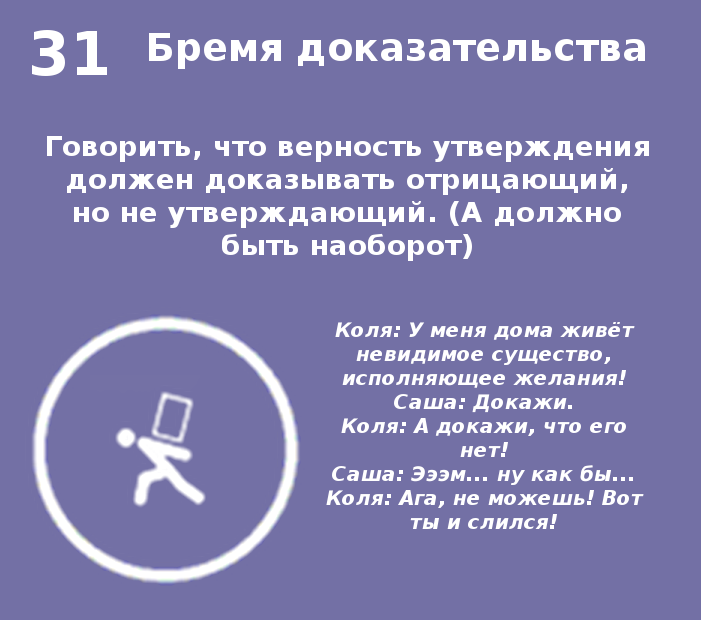 31
Бремя доказательства
Говорить, что верность утверждения
должен доказывать отрицающий,
но не утверждающий. (А должно
быть наоборот)
Коля: У меня дома живёт
невидимое существо,
исполняющее желания!
Саша: Докажи.
Коля: А докажи, что его
нет!
Саша: Эээм... ну как бы...
Коля: Ага, не можешь! Вот
ты и слился!